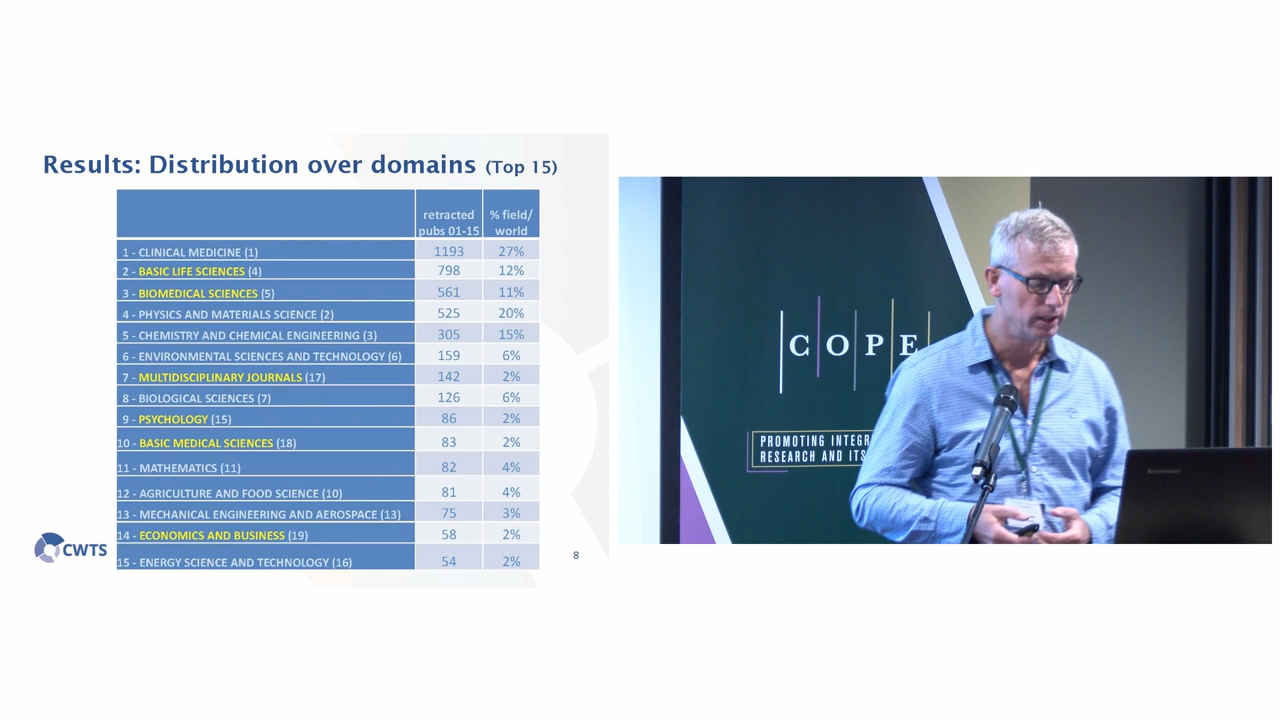 Results: Distribution over domains (Top 15)
retracted pubs 01-15 % field/ world
1 - CLINICAL MEDICINE (1) 1193 27%
2 - BASIC LIFE SCIENCES (4) 798 12%
3 - BIOMEDICAL SCIENCES (5) 561 11%
4 - PHYSICS AND MATERIALS SCIENCE (2) 525 20%
5 - CHEMISTRY AND CHEMICAL ENGINEERING (3) 305 15%
6 - ENVIRONMENTAL SCIENCES AND TECHNOLOGY (6) 159 6%
7 - MULTIDISCIPLINARY JOURNALS (17) 142 2%
8 - BIOLOGICAL SCIENCES (7) 126 6%
9 - PSYCHOLOGY (15) 86 2%
10 - BASIC MEDICAL SCIENCES (18) 83 2%
11 - MATHEMATICS (11) 82 4%
12 - AGRICULTURE AND FOOD SCIENCE (10) 81 4%
13 - MECHANICAL ENGINEERING AND AEROSPACE (13) 75 3%
14 - ECONOMICS AND BUSINESS (19) 58 2%
15 - ENERGY SCIENCE AND TECHNOLOGY (16) 54 2%
CWTS
8
COPE
PROMOTING INTEGR
RESEARCH AND ITS
lenovo